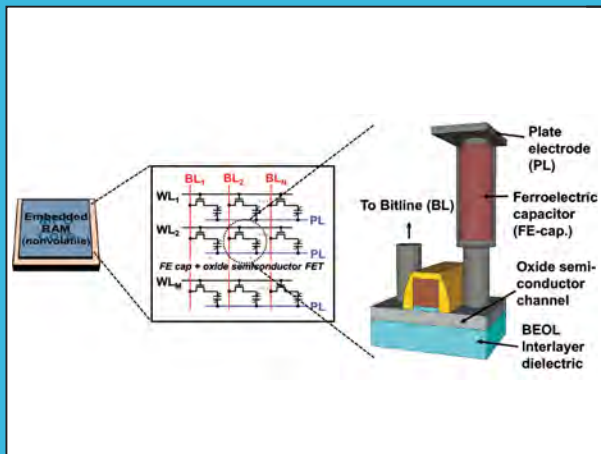 Embedded
RAM
(nonvolatile)
BL1 BL2 BLN
WL1
PL
WL2
PL
FE cap + oxide semiconductor FET
WLM
PL
To Bitline (BL)
Plate
electrode
(PL)
Ferroelectric
capacitor
(FE-cap.)
Oxide semi-
conductor
channel
BEOL
Interlayer
dielectric